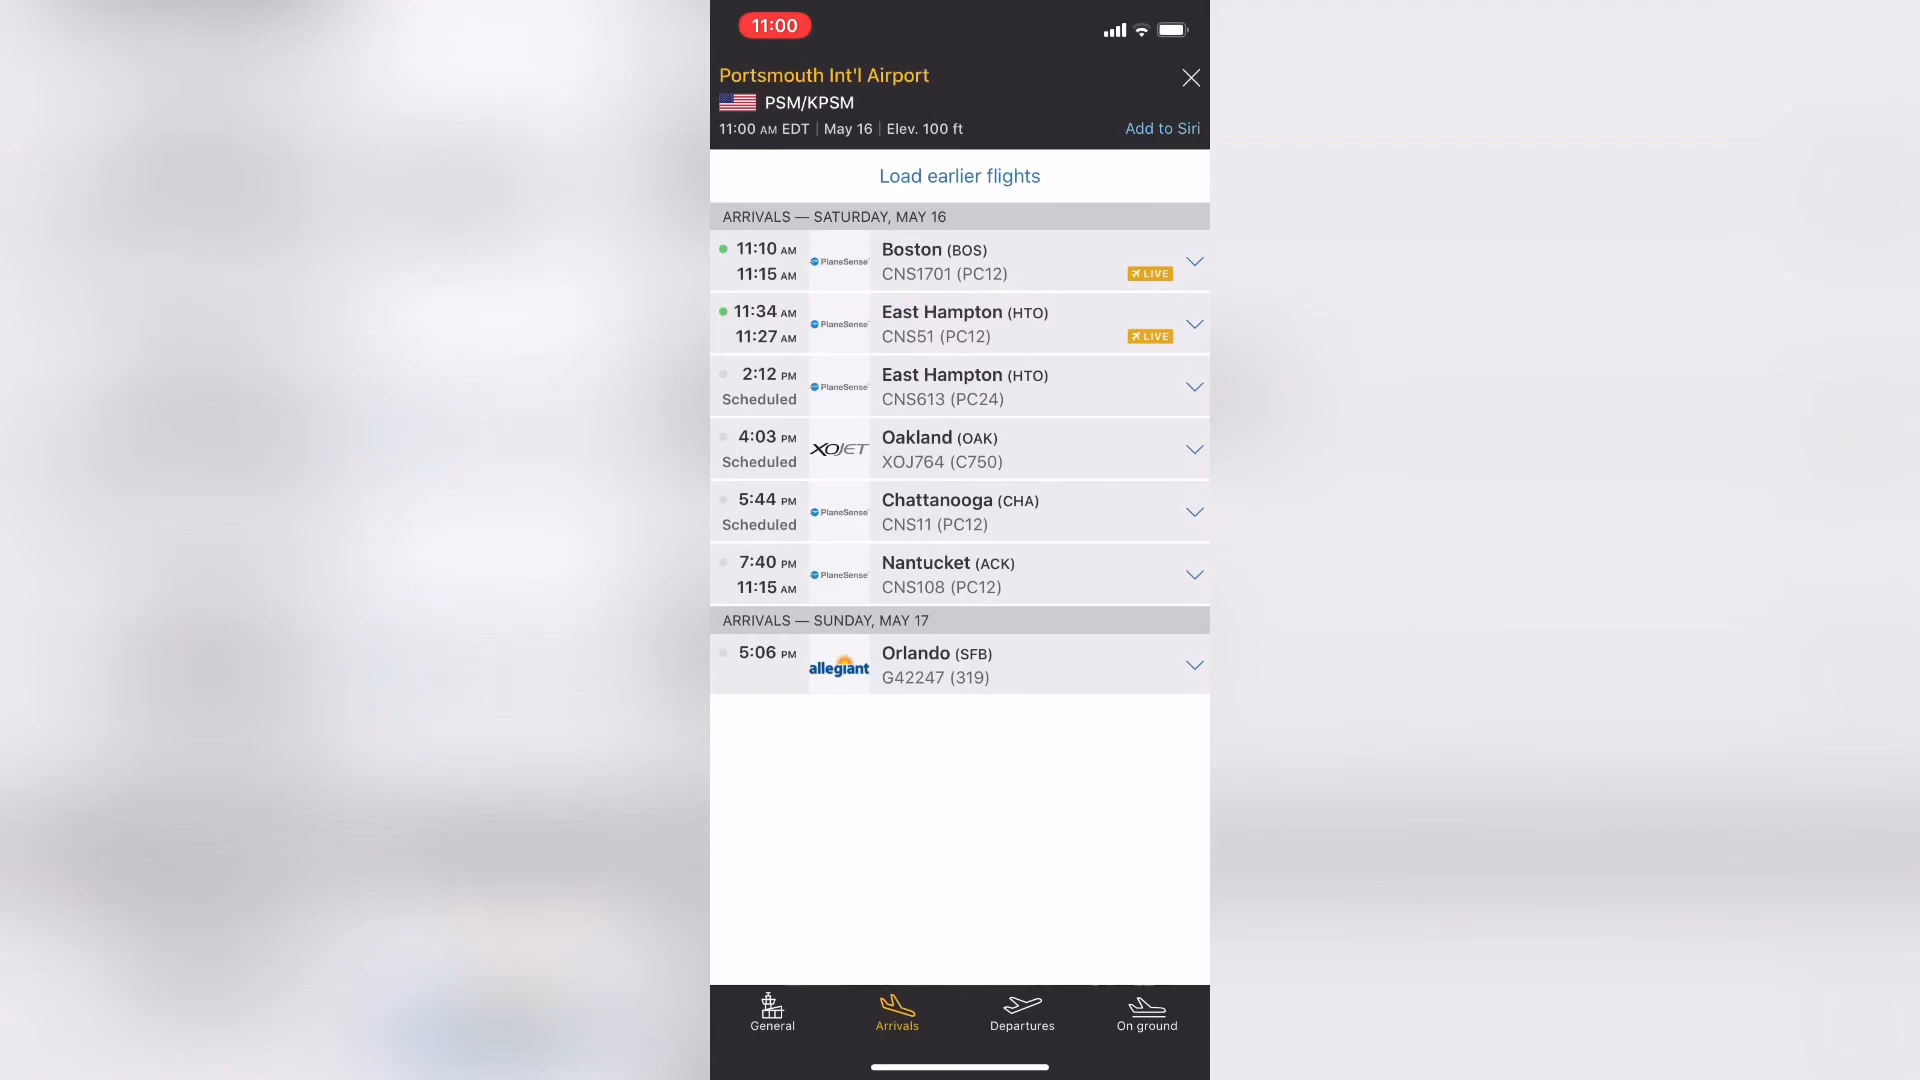 11:00
Portsmouth Int'l Airport
PSM/KPSM
11:00 AM EDT | May 16 | Elev. 100 ft
Add to Siri
Load earlier flights
ARRIVALS — SATURDAY, MAY 16
11:10 AM
11:15 AM
PlaneSense
Boston (BOS)
CNS1701 (PC12)
LIVE
11:34 AM
11:27 AM
PlaneSense
East Hampton (HTO)
CNS51 (PC12)
LIVE
2:12 PM
Scheduled
PlaneSense
East Hampton (HTO)
CNS613 (PC24)
4:03 PM
Scheduled
XOJET
Oakland (OAK)
XOJ764 (C750)
5:44 PM
Scheduled
PlaneSense
Chattanooga (CHA)
CNS11 (PC12)
7:40 PM
11:15 AM
PlaneSense
Nantucket (ACK)
CNS108 (PC12)
ARRIVALS — SUNDAY, MAY 17
5:06 PM
allegiant
Orlando (SFB)
G42247 (319)
General
Arrivals
Departures
On ground